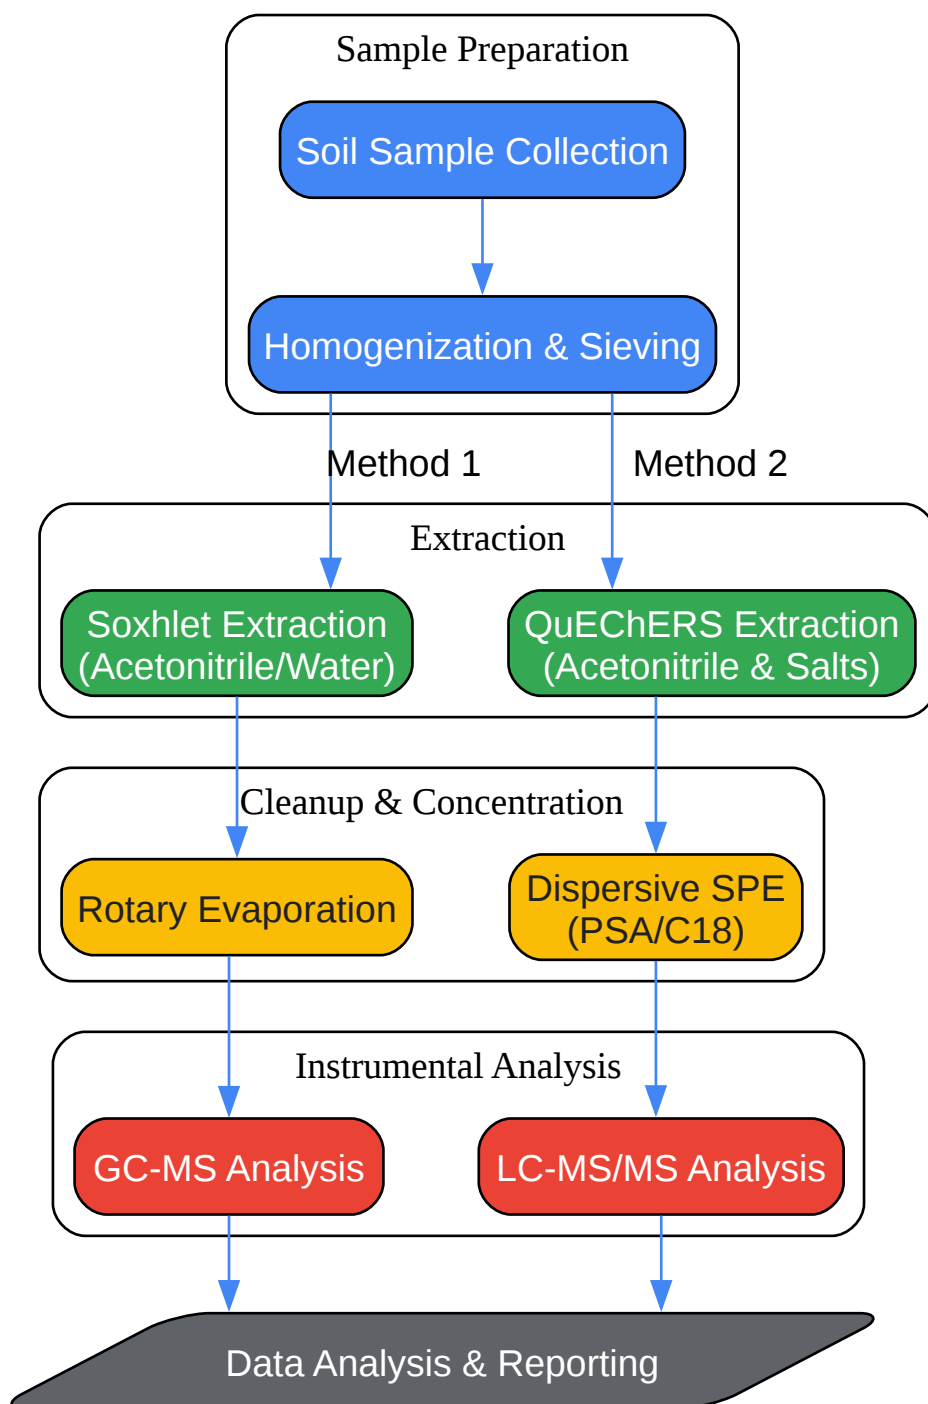 Sample Preparation
Soil Sample Collection
Homogenization & Sieving
Method 1
Method 2
Extraction
Soxhlet Extraction
(Acetonitrile/Water)
QuEChERS Extraction
(Acetonitrile & Salts)
Cleanup & Concentration
Rotary Evaporation
Dispersive SPE
(PSA/C18)
Instrumental Analysis
GC-MS Analysis
LC-MS/MS Analysis
Data Analysis & Reporting